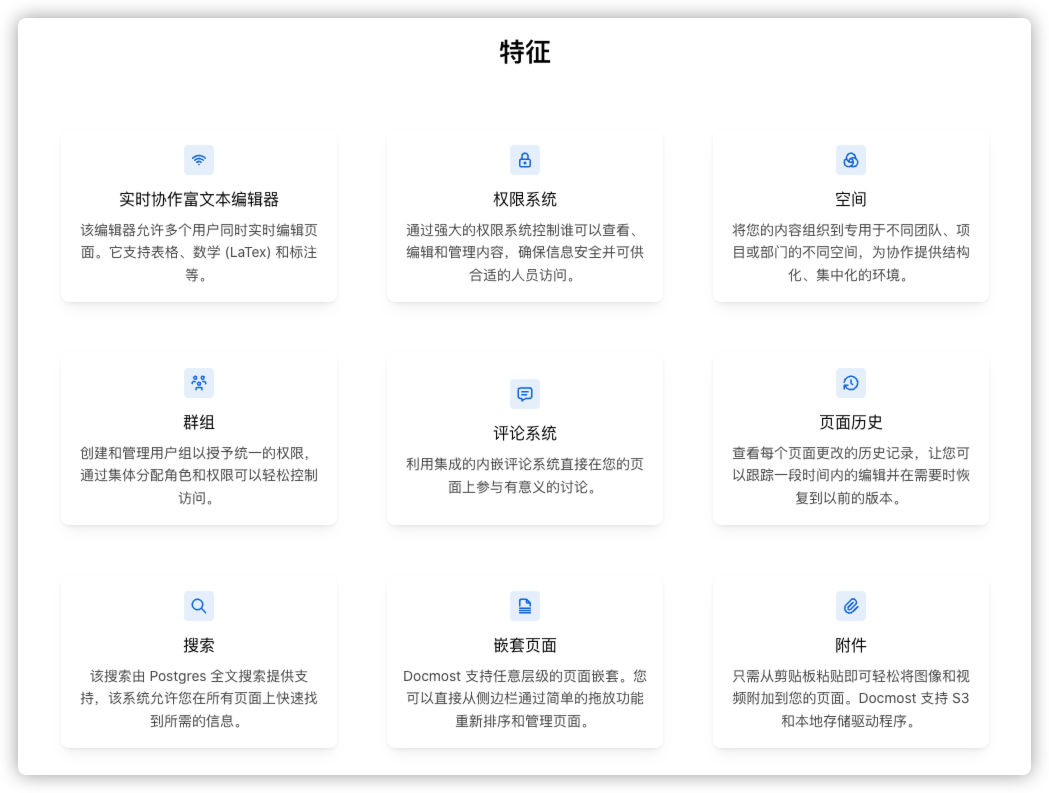 特征
实时协作富文本编辑器
该编辑器允许多个用户同时实时编辑页
面。它支持表格、数学 (LaTex) 和标注
等。
权限系统
通过强大的权限系统控制谁可以查看、
编辑和管理内容，确保信息安全并可供
合适的人员访问。
空间
将您的内容组织到专用于不同团队、项
目或部门的不同空间，为协作提供结构
化、集中化的环境。
群组
创建和管理用户组以授予统一的权限，
通过集体分配角色和权限可以轻松控制
访问。
评论系统
利用集成的内嵌评论系统直接在您的页
面上参与有意义的讨论。
页面历史
查看每个页面更改的历史记录，让您可
以跟踪一段时间内的编辑并在需要时恢
复到以前的版本。
搜索
该搜索由 Postgres 全文搜索提供支
持，该系统允许您在所有页面上快速找
到所需的信息。
嵌套页面
Docmost 支持任意层级的页面嵌套。您
可以直接从侧边栏通过简单的拖放功能
重新排序和管理页面。
附件
只需从剪贴板粘贴即可轻松将图像和视
频附加到您的页面。Docmost 支持 S3
和本地存储驱动程序。